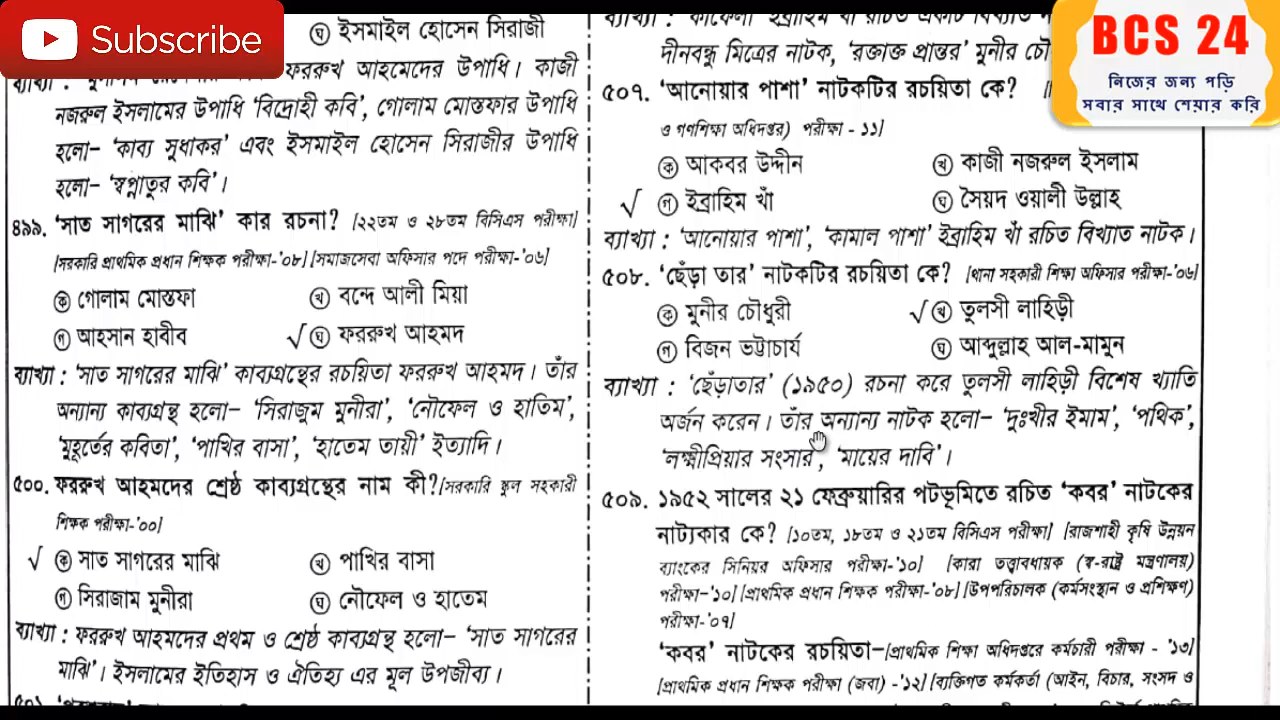 Subscribe
BCS 24
নিজের জন্য পড়ি
সবার সাথে শেয়ার করি
ঘ ইসমাইল হোসেন সিরাজী
ফররুখ আহমেদের উপাধি। কাজী
নজরুল ইসলামের উপাধি 'বিদ্রোহী কবি', গোলাম মোস্তফার উপাধি
হলো- 'কাব্য সুধাকর' এবং ইসমাইল হোসেন সিরাজীর উপাধি
হলো- 'স্বপ্নাতুর কবি'।
৪৯৯. 'সাত সাগরের মাঝি' কার রচনা? [২২তম ও ২৮তম বিসিএস পরীক্ষা]
[সরকারি প্রাথমিক প্রধান শিক্ষক পরীক্ষা-'০৮] [সমাজসেবা অফিসার পদে পরীক্ষা-'০৬]
ক গোলাম মোস্তফা খ বন্দে আলী মিয়া
গ আহসান হাবীব √ ঘ ফররুখ আহমদ
ব্যাখ্যা : 'সাত সাগরের মাঝি' কাব্যগ্রন্থের রচয়িতা ফররুখ আহমদ। তাঁর
অন্যান্য কাব্যগ্রন্থ হলো- 'সিরাজুম মুনীরা', 'নৌফেল ও হাতিম',
'মুহূর্তের কবিতা', 'পাখির বাসা', 'হাতেম তায়ী' ইত্যাদি।
৫০০. ফররুখ আহমদের শ্রেষ্ঠ কাব্যগ্রন্থের নাম কী? [সরকারি স্কুল সহকারী
শিক্ষক পরীক্ষা-'০০]
√ ক সাত সাগরের মাঝি খ পাখির বাসা
গ সিরাজাম মুনীরা ঘ নৌফেল ও হাতেম
ব্যাখ্যা : ফররুখ আহমদের প্রথম ও শ্রেষ্ঠ কাব্যগ্রন্থ হলো- 'সাত সাগরের
মাঝি'। ইসলামের ইতিহাস ও ঐতিহ্য এর মূল উপজীব্য।
ব্যাখ্যা : কাফেলা ইব্রাহিম খাঁ রচিত একটি বিখ্যাত
দীনবন্ধু মিত্রের নাটক, 'রক্তাক্ত প্রান্তর' মুনীর চৌ
৫০৭. 'আনোয়ার পাশা' নাটকটির রচয়িতা কে?
ও গণশিক্ষা অধিদপ্তর) পরীক্ষা - ১১]
ক আকবর উদ্দীন খ কাজী নজরুল ইসলাম
√ গ ইব্রাহিম খাঁ ঘ সৈয়দ ওয়ালী উল্লাহ
ব্যাখ্যা : 'আনোয়ার পাশা', 'কামাল পাশা' ইব্রাহিম খাঁ রচিত বিখ্যাত নাটক।
৫০৮. 'ছেঁড়া তার' নাটকটির রচয়িতা কে? [থানা সহকারী শিক্ষা অফিসার পরীক্ষা-'০৬]
ক মুনীর চৌধুরী √ খ তুলসী লাহিড়ী
গ বিজন ভট্টাচার্য ঘ আব্দুল্লাহ আল-মামুন
ব্যাখ্যা : 'ছেঁড়াতার' (১৯৫০) রচনা করে তুলসী লাহিড়ী বিশেষ খ্যাতি
অর্জন করেন। তাঁর অন্যান্য নাটক হলো- 'দুঃখীর ইমাম', 'পথিক',
'লক্ষ্মীপ্রিয়ার সংসার', 'মায়ের দাবি'।
৫০৯. ১৯৫২ সালের ২১ ফেব্রুয়ারির পটভূমিতে রচিত 'কবর' নাটকের
নাট্যকার কে? [১০তম, ১৮তম ও ২১তম বিসিএস পরীক্ষা] [রাজশাহী কৃষি উন্নয়ন
ব্যাংকের সিনিয়র অফিসার পরীক্ষা-'১০] [কারা তত্ত্বাবধায়ক (স্ব-রাষ্ট্র মন্ত্রণালয়)
পরীক্ষা-'১০] [প্রাথমিক প্রধান শিক্ষক পরীক্ষা-'০৮] [উপপরিচালক (কর্মসংস্থান ও প্রশিক্ষণ)
পরীক্ষা-'০৭]
'কবর' নাটকের রচয়িতা- [প্রাথমিক শিক্ষা অধিদপ্তরে কর্মচারী পরীক্ষা - '১৩]
[প্রাথমিক প্রধান শিক্ষক পরীক্ষা (জবা) -'১২] [ব্যক্তিগত কর্মকর্তা (আইন, বিচার, সংসদ ও